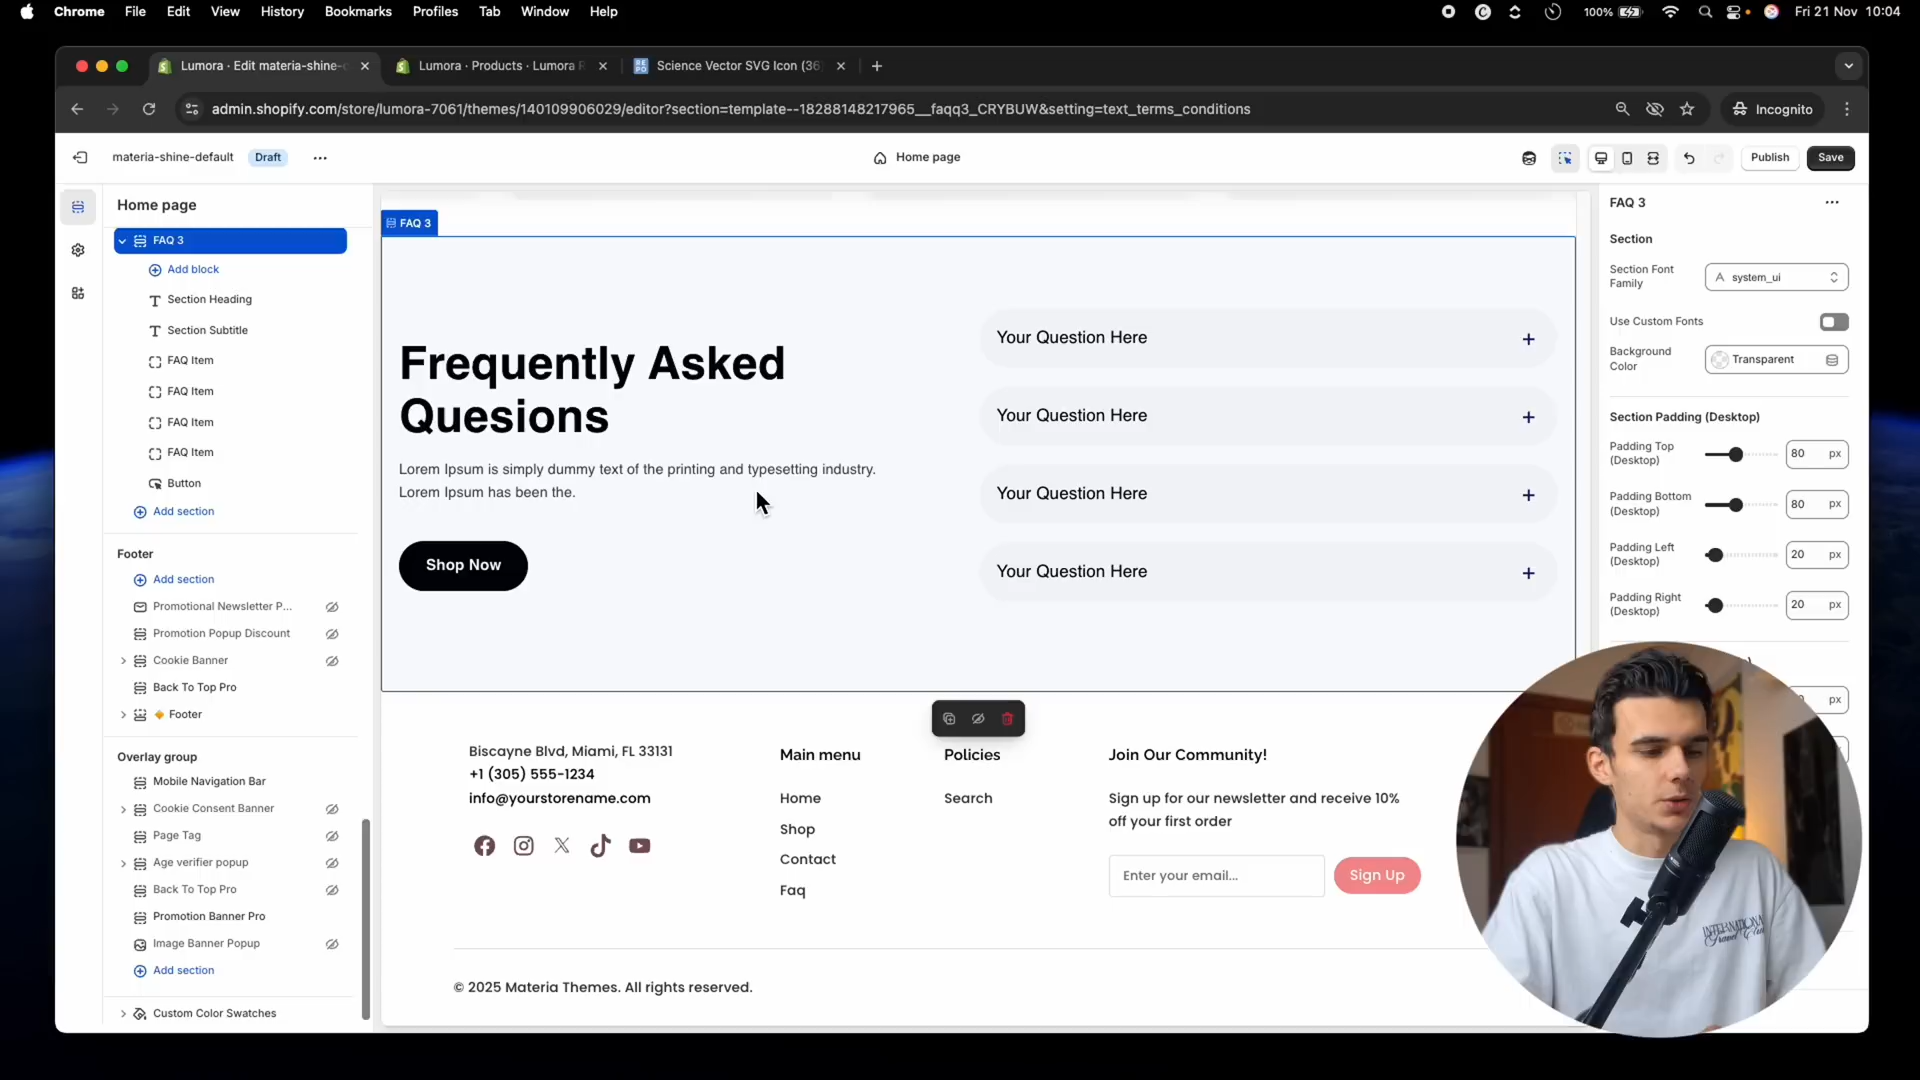 Chrome File Edit View History Bookmarks Profiles Tab Window Help
100% Fri 21 Nov 10:04
Lumora · Edit materia-shine-
Lumora · Products · Lumora
Science Vector SVG Icon (36
admin.shopify.com/store/lumora-7061/themes/140109906029/editor?section=template--18288148217965__faqq3_CRYBUW&setting=text_terms_conditions
Incognito
materia-shine-default
Draft
Home page
Publish
Save
Home page
FAQ 3
Add block
Section Heading
Section Subtitle
FAQ Item
FAQ Item
FAQ Item
FAQ Item
Button
Add section
Footer
Add section
Promotional Newsletter P...
Promotion Popup Discount
Cookie Banner
Back To Top Pro
Footer
Overlay group
Mobile Navigation Bar
Cookie Consent Banner
Page Tag
Age verifier popup
Back To Top Pro
Promotion Banner Pro
Image Banner Popup
Add section
Custom Color Swatches
FAQ 3
Frequently Asked
Quesions
Lorem Ipsum is simply dummy text of the printing and typesetting industry.
Lorem Ipsum has been the.
Shop Now
Your Question Here +
Your Question Here +
Your Question Here +
Your Question Here +
Biscayne Blvd, Miami, FL 33131
+1 (305) 555-1234
info@yourstorename.com
Main menu
Home
Shop
Contact
Faq
Policies
Search
Join Our Community!
Sign up for our newsletter and receive 10%
off your first order
Enter your email...
Sign Up
© 2025 Materia Themes. All rights reserved.
FAQ 3
Section
Section Font
Family
system_ui
Use Custom Fonts
Background
Color
Transparent
Section Padding (Desktop)
Padding Top
(Desktop)
80 px
Padding Bottom
(Desktop)
80 px
Padding Left
(Desktop)
20 px
Padding Right
(Desktop)
20 px
px
INTERNATIONAL